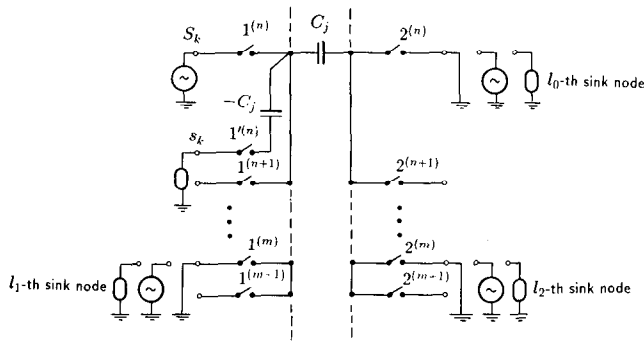 S_k 1^(n) C_j 2^(n)
l_0-th sink node
-C_j
s_k 1'^(n)
1^(n+1) 2^(n+1)
1^(m) 2^(m)
l_1-th sink node 1^(m-1) 2^(m-1) l_2-th sink node